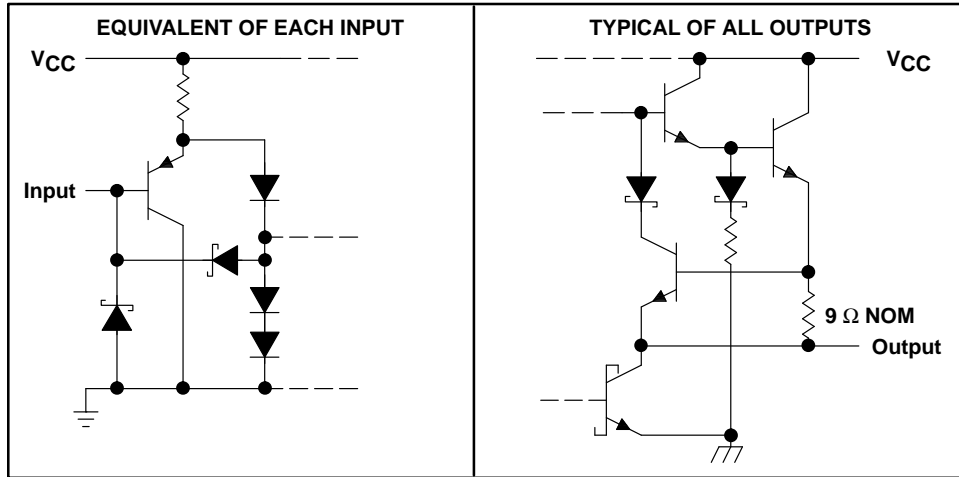 EQUIVALENT OF EACH INPUT
VCC
Input
TYPICAL OF ALL OUTPUTS
VCC
9 Ω NOM
Output